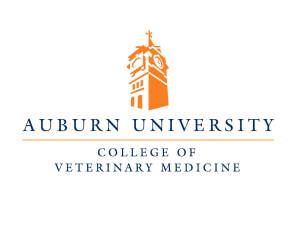 AUBURN UNIVERSITY
COLLEGE OF
VETERINARY MEDICINE